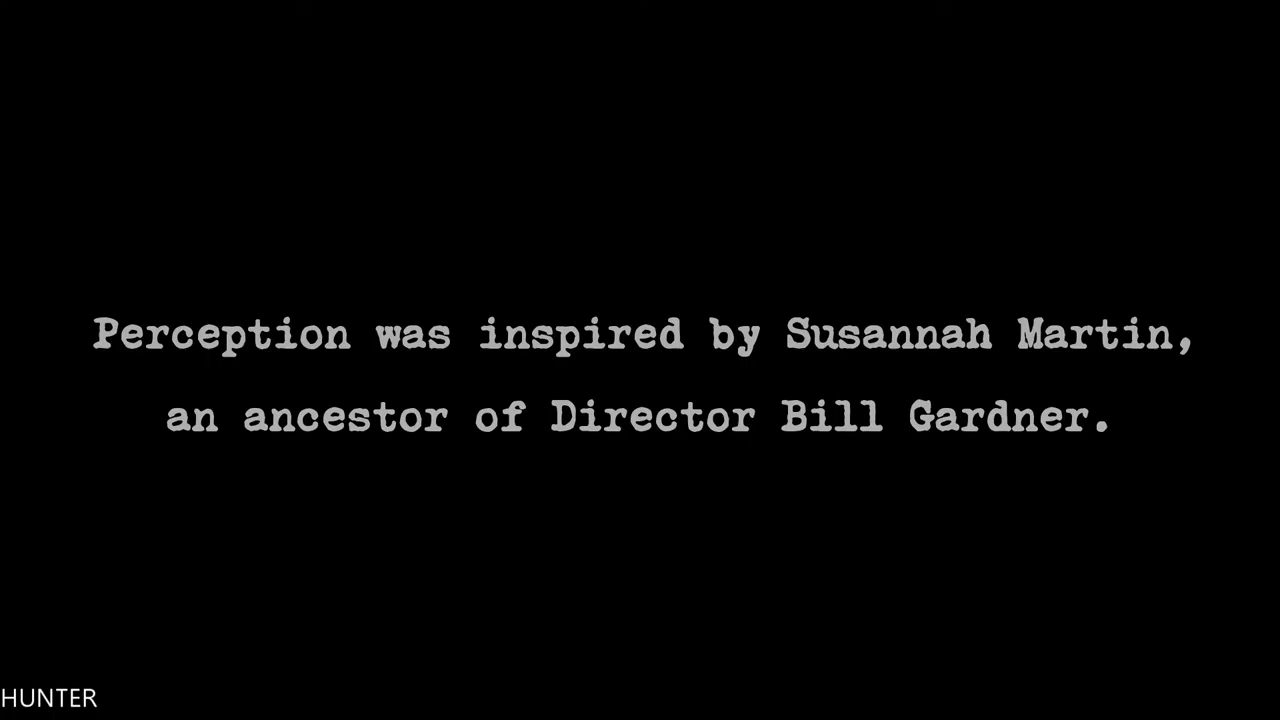 Perception was inspired by Susannah Martin,
an ancestor of Director Bill Gardner.
HUNTER